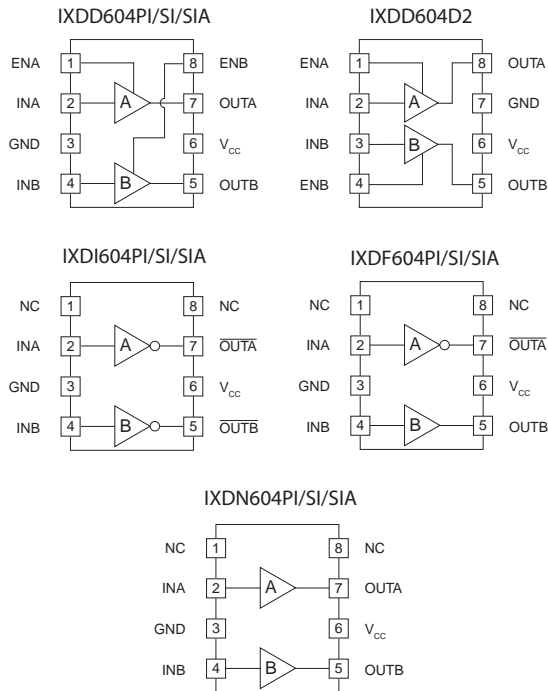 IXDD604PI/SI/SIA
ENA 1 8 ENB
INA 2 A 7 OUTA
GND 3 6 VCC
INB 4 B 5 OUTB
IXDD604D2
ENA 1 8 OUTA
INA 2 A 7 GND
INB 3 B 6 VCC
ENB 4 5 OUTB
IXDI604PI/SI/SIA
NC 1 8 NC
INA 2 A 7 OUTA
GND 3 6 VCC
INB 4 B 5 OUTB
IXDF604PI/SI/SIA
NC 1 8 NC
INA 2 A 7 OUTA
GND 3 6 VCC
INB 4 B 5 OUTB
IXDN604PI/SI/SIA
NC 1 8 NC
INA 2 A 7 OUTA
GND 3 6 VCC
INB 4 B 5 OUTB